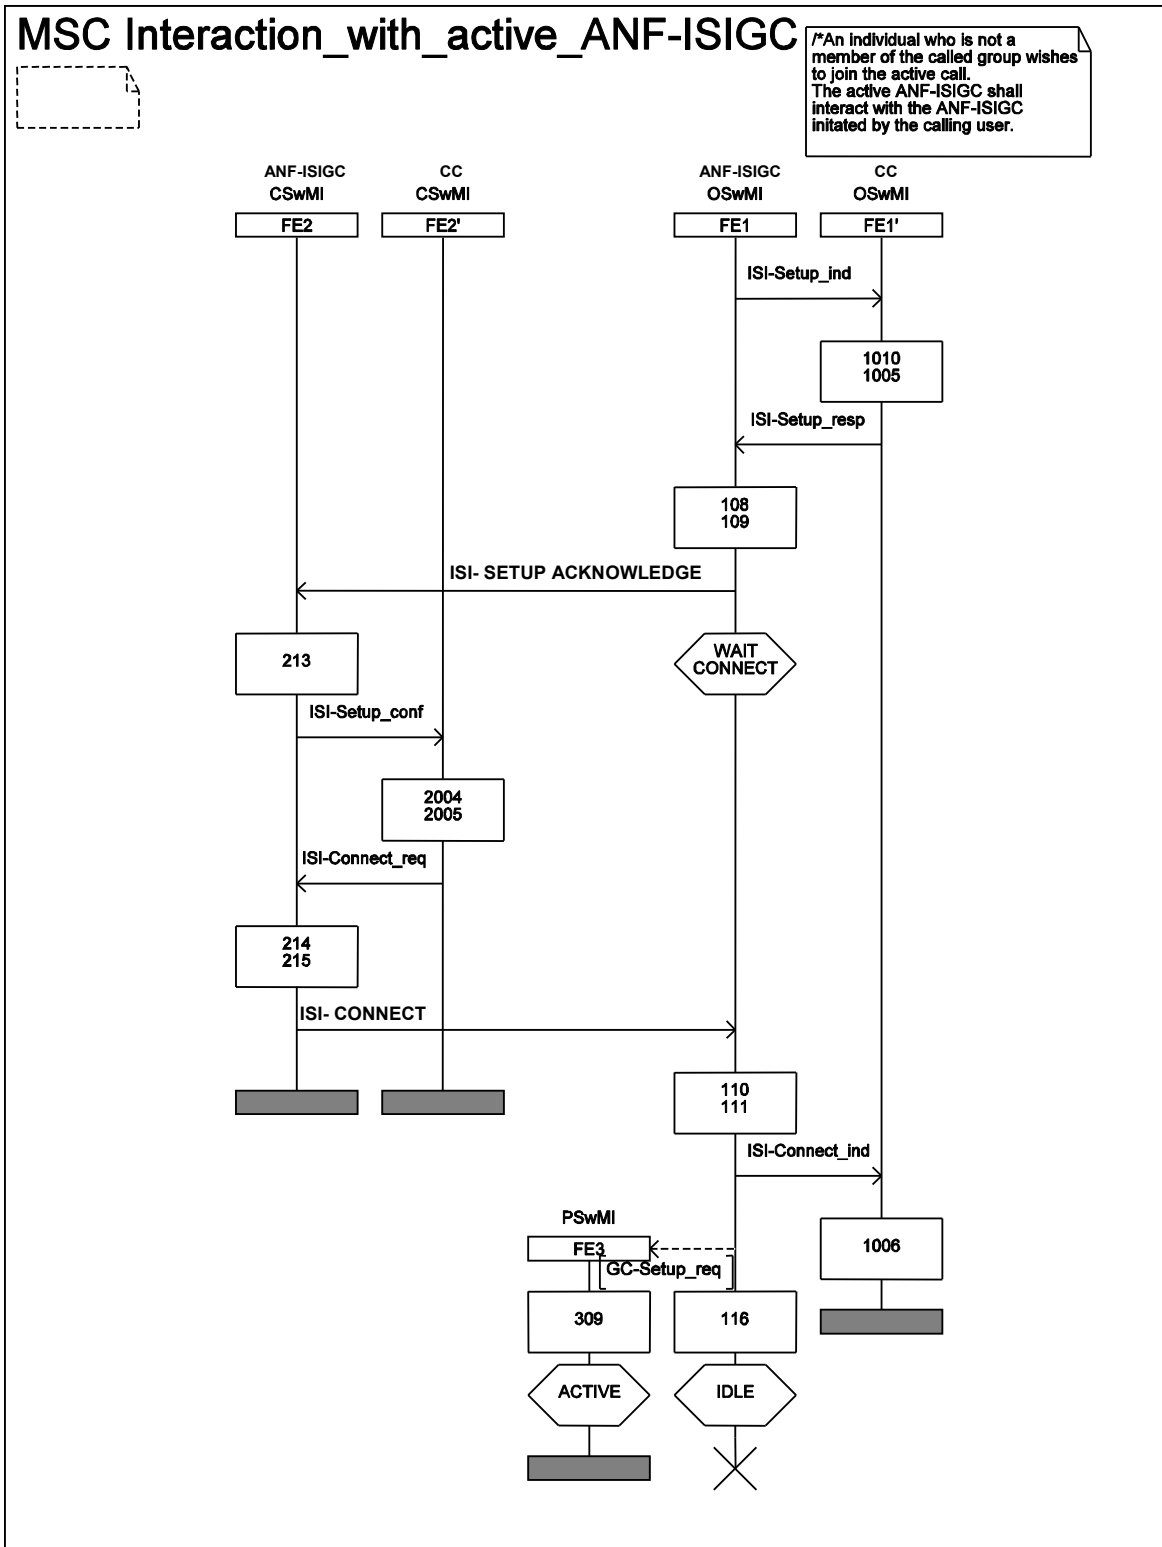 MSC Interaction_with_active_ANF-ISIGC
/*An individual who is not a
member of the called group wishes
to join the active call.
The active ANF-ISIGC shall
interact with the ANF-ISIGC
initated by the calling user.
ANF-ISIGC
CC
ANF-ISIGC
CC
CSwMI
CSwMI
OSwMI
OSwMI
FE2
FE2'
FE1
FE1'
ISI-Setup_ind
1010
1005
ISI-Setup_resp
108
109
ISI- SETUP ACKNOWLEDGE
213
WAIT
CONNECT
ISI-Setup_conf
2004
2005
ISI-Connect_req
214
215
ISI- CONNECT
110
111
ISI-Connect_ind
PSwMI
FE3
1006
GC-Setup_req
309
116
ACTIVE
IDLE